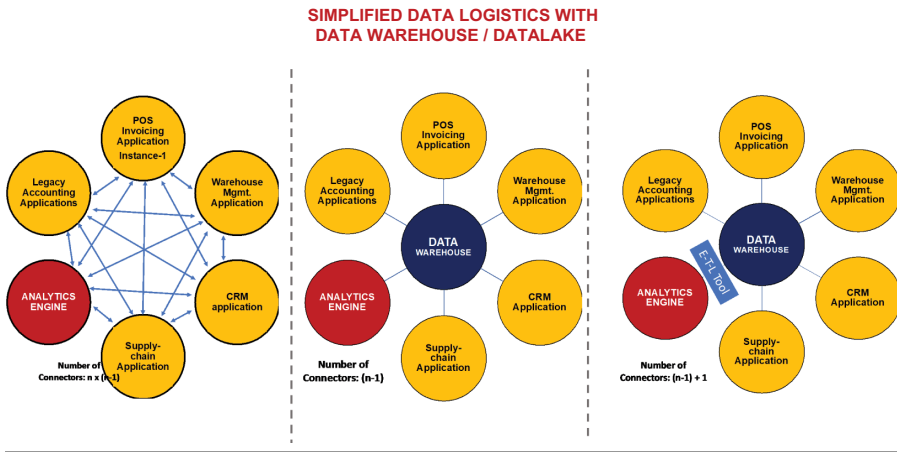 SIMPLIFIED DATA LOGISTICS WITH
DATA WAREHOUSE / DATALAKE
POS
Invoicing
Application
Instance-1
Legacy
Accounting
Applications
Warehouse
Mgmt.
Application
ANALYTICS
ENGINE
CRM
application
Supply-
chain
Application
Number of
Connectors: n x (n-1)
POS
Invoicing
Application
Legacy
Accounting
Application
Warehouse
Mgmt.
Application
DATA
WAREHOUSE
ANALYTICS
ENGINE
CRM
Application
Supply-
chain
Application
Number of
Connectors: (n-1)
POS
Invoicing
Application
Legacy
Accounting
Applications
Warehouse
Mgmt.
Application
DATA
WAREHOUSE
E-T-L Tool
ANALYTICS
ENGINE
CRM
Application
Supply-
chain
Application
Number of
Connectors: (n-1) + 1